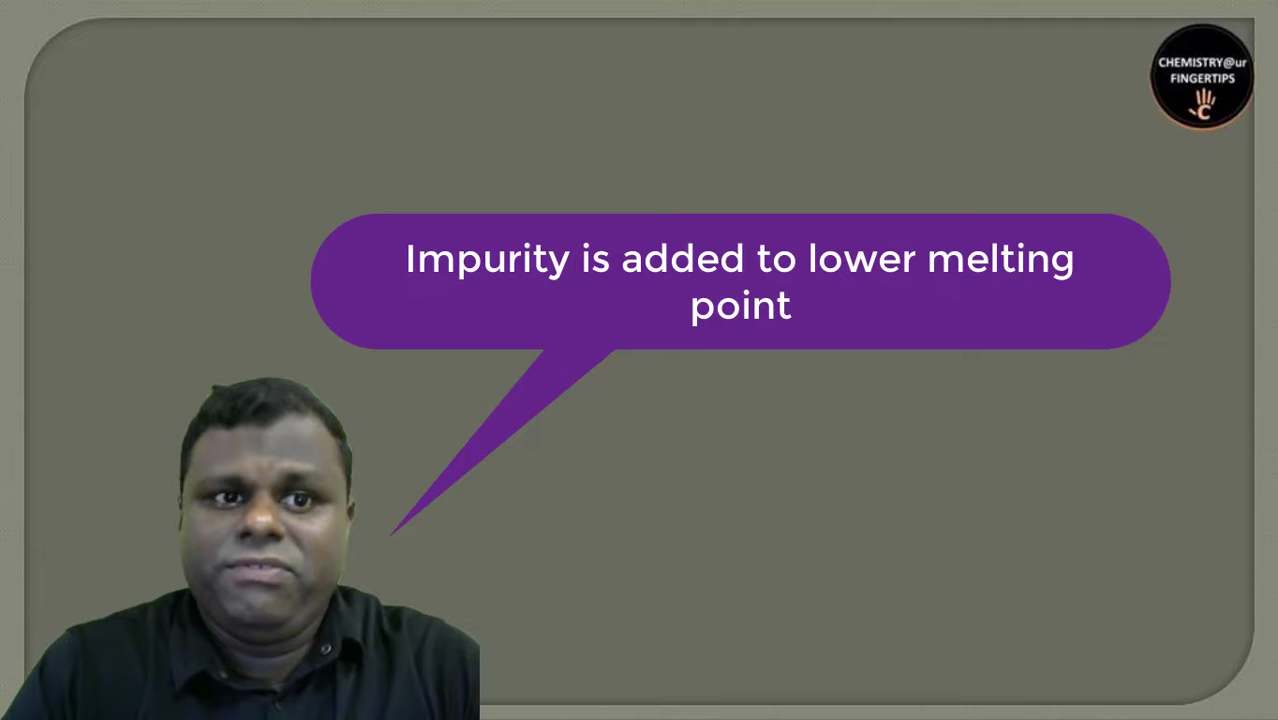 CHEMISTRY@ur
FINGERTIPS
C
Impurity is added to lower melting
point